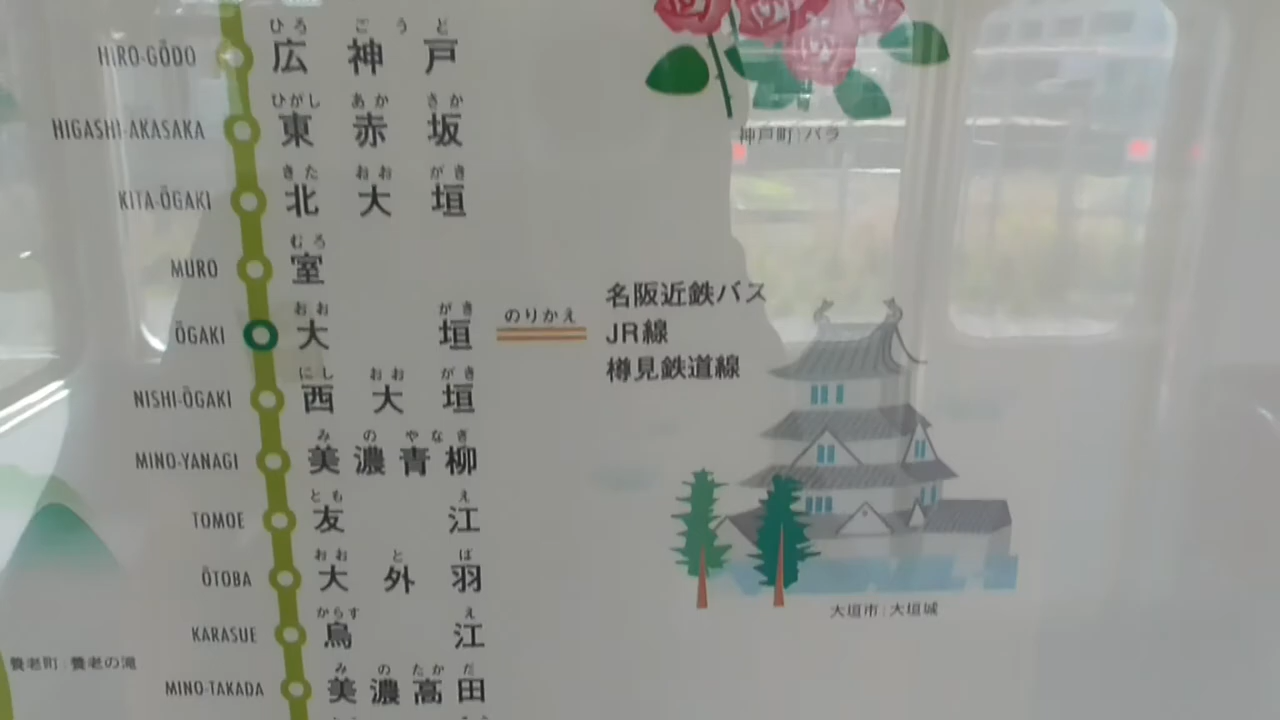 ひろ ごうど
HIRO-GŌDO 広神戸
神戸町:バラ
ひがし あか さか
HIGASHI-AKASAKA 東赤坂
きた おお がき
KITA-ŌGAKI 北大垣
むろ
MURO 室
おお がき
ŌGAKI 大垣
のりかえ
名阪近鉄バス
JR線
樽見鉄道線
にし おお がき
NISHI-ŌGAKI 西大垣
み の やなぎ
MINO-YANAGI 美濃青柳
とも え
TOMOE 友江
おお と ば
ŌTOBA 大外羽
大垣市:大垣城
からす え
KARASUE 烏江
養老町:養老の滝
み の たか だ
MINO-TAKADA 美濃高田